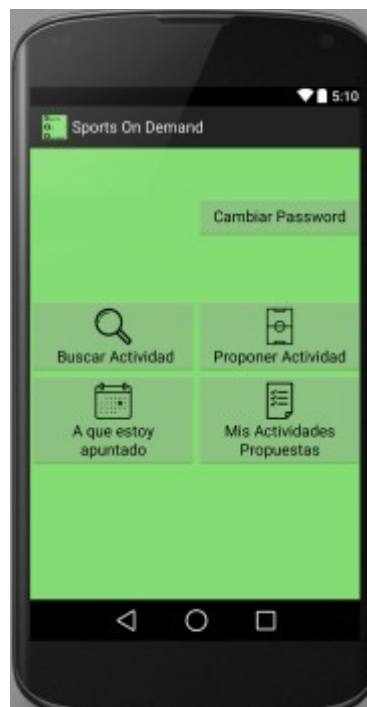 5:10
Sports On Demand
Cambiar Password
Buscar Actividad
Proponer Actividad
A que estoy
apuntado
Mis Actividades
Propuestas